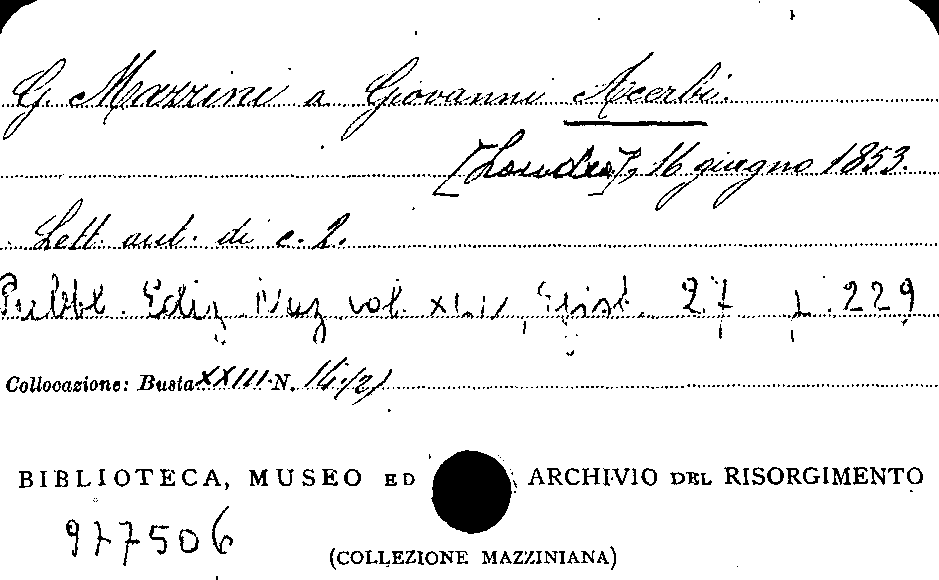 G. Mazzini a Giovanni Acerbi.
[Londra], 16 giugno 1853.
Lett. aut. di c. 2.
Pubbl. Ediz. Naz vol. XLIX, Epist. 27 p. 229
Collocazione: Busta XXIII N. 16/2)
BIBLIOTECA, MUSEO ED ARCHIVIO DEL RISORGIMENTO
977506
(COLLEZIONE MAZZINIANA)